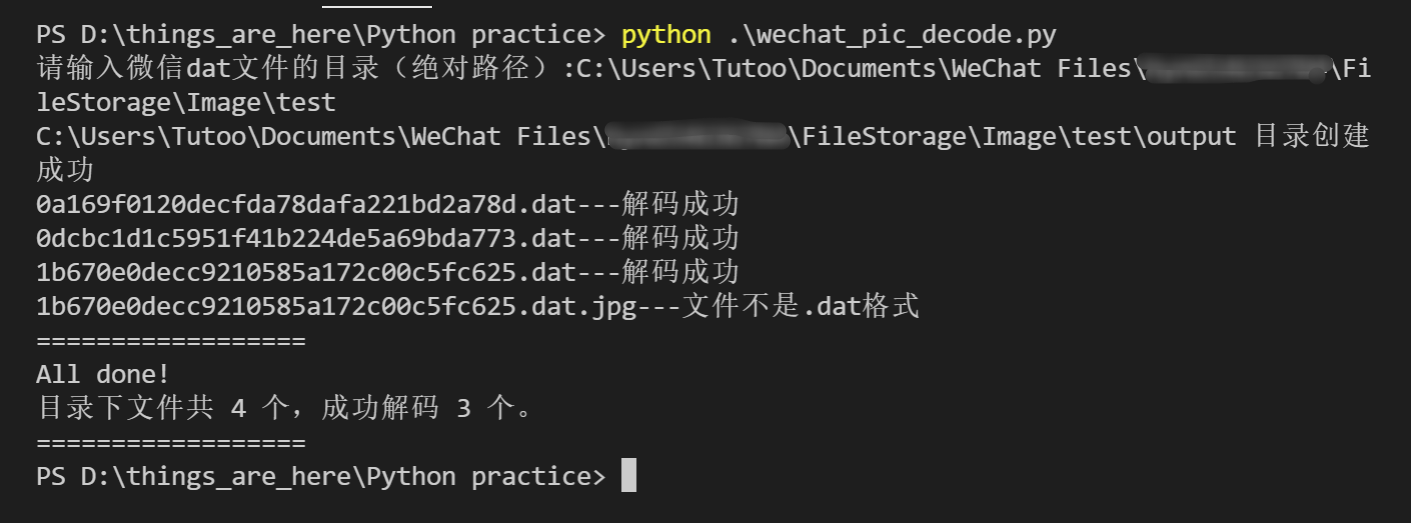 PS D:\things_are_here\Python practice> python .\wechat_pic_decode.py
请输入微信dat文件的目录（绝对路径）:C:\Users\Tutoo\Documents\WeChat Files\ \Fi
leStorage\Image\test
C:\Users\Tutoo\Documents\WeChat Files\ \FileStorage\Image\test\output 目录创建
成功
0a169f0120decfda78dafa221bd2a78d.dat---解码成功
0dcbc1d1c5951f41b224de5a69bda773.dat---解码成功
1b670e0decc9210585a172c00c5fc625.dat---解码成功
1b670e0decc9210585a172c00c5fc625.dat.jpg---文件不是.dat格式
==================
All done!
目录下文件共 4 个，成功解码 3 个。
==================
PS D:\things_are_here\Python practice>